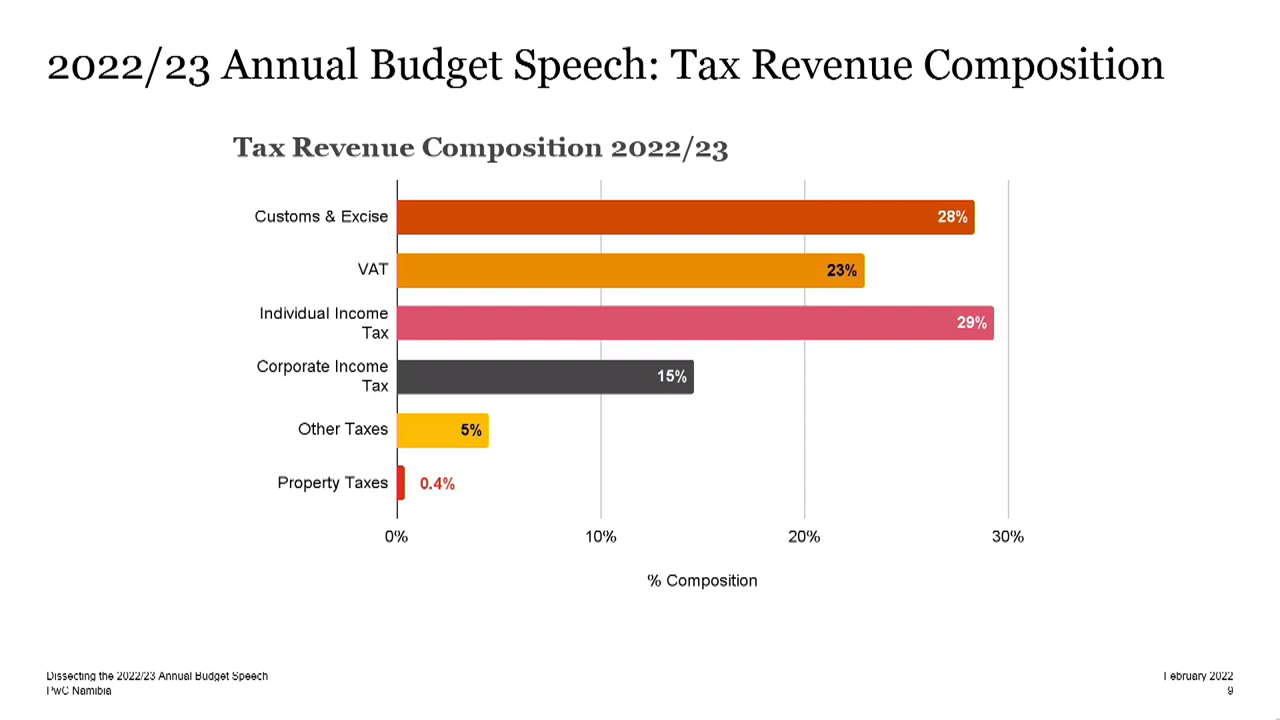 2022/23 Annual Budget Speech: Tax Revenue Composition
Tax Revenue Composition 2022/23
Customs & Excise
28%
VAT
23%
Individual Income
Tax
29%
Corporate Income
Tax
15%
Other Taxes
5%
Property Taxes
0.4%
0%
10%
20%
30%
% Composition
Dissecting the 2022/23 Annual Budget Speech
PwC Namibia
February 2022
9